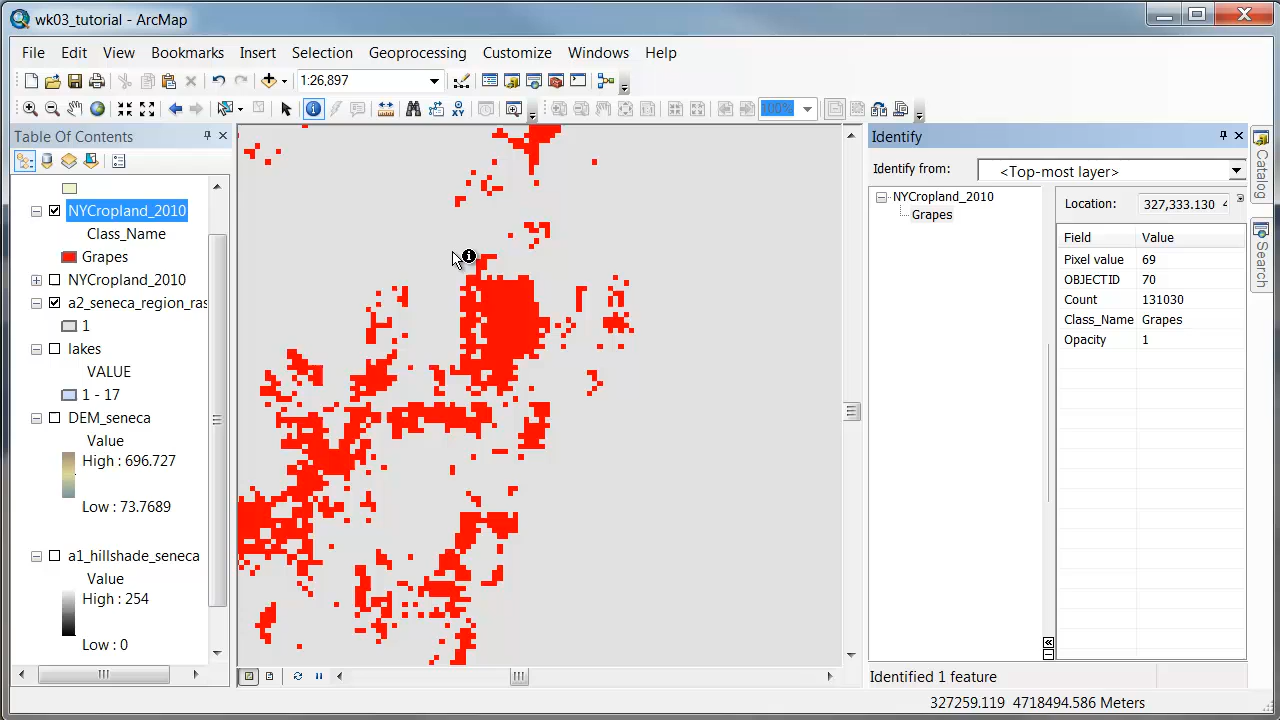 wk03_tutorial - ArcMap
File Edit View Bookmarks Insert Selection Geoprocessing Customize Windows Help
1:26,897
100%
Table Of Contents
NYCropland_2010
Class_Name
Grapes
NYCropland_2010
a2_seneca_region_ras
1
lakes
VALUE
1 - 17
DEM_seneca
Value
High : 696.727
Low : 73.7689
a1_hillshade_seneca
Value
High : 254
Low : 0
Identify
Identify from: <Top-most layer>
NYCropland_2010
Grapes
Location: 327,333.130
Field Value
Pixel value 69
OBJECTID 70
Count 131030
Class_Name Grapes
Opacity 1
Identified 1 feature
Catalog
Search
327259.119 4718494.586 Meters